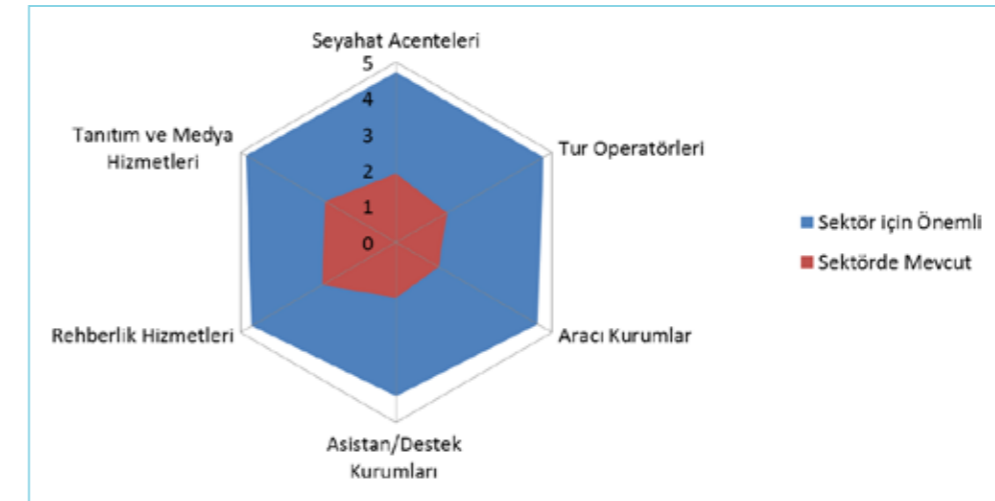 Seyahat Acenteleri
5
4
3
2
1
0
Tur Operatörleri
Aracı Kurumlar
Asistan/Destek
Kurumları
Rehberlik Hizmetleri
Tanıtım ve Medya
Hizmetleri
Sektör için Önemli
Sektörde Mevcut